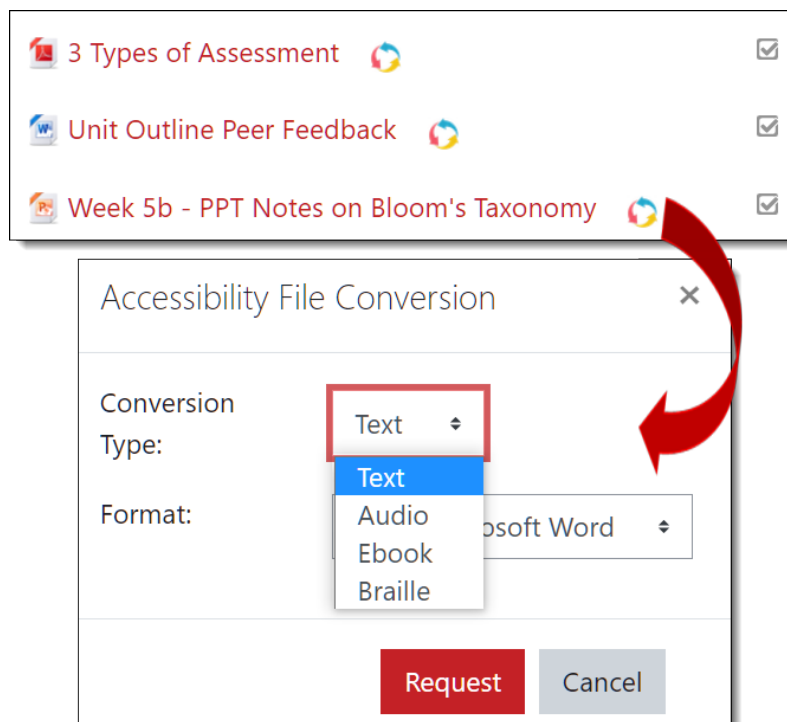 3 Types of Assessment
Unit Outline Peer Feedback
Week 5b - PPT Notes on Bloom's Taxonomy
Accessibility File Conversion
Conversion
Type:
Text
Text
Audio
Ebook
Braille
Format:
osoft Word
Request
Cancel